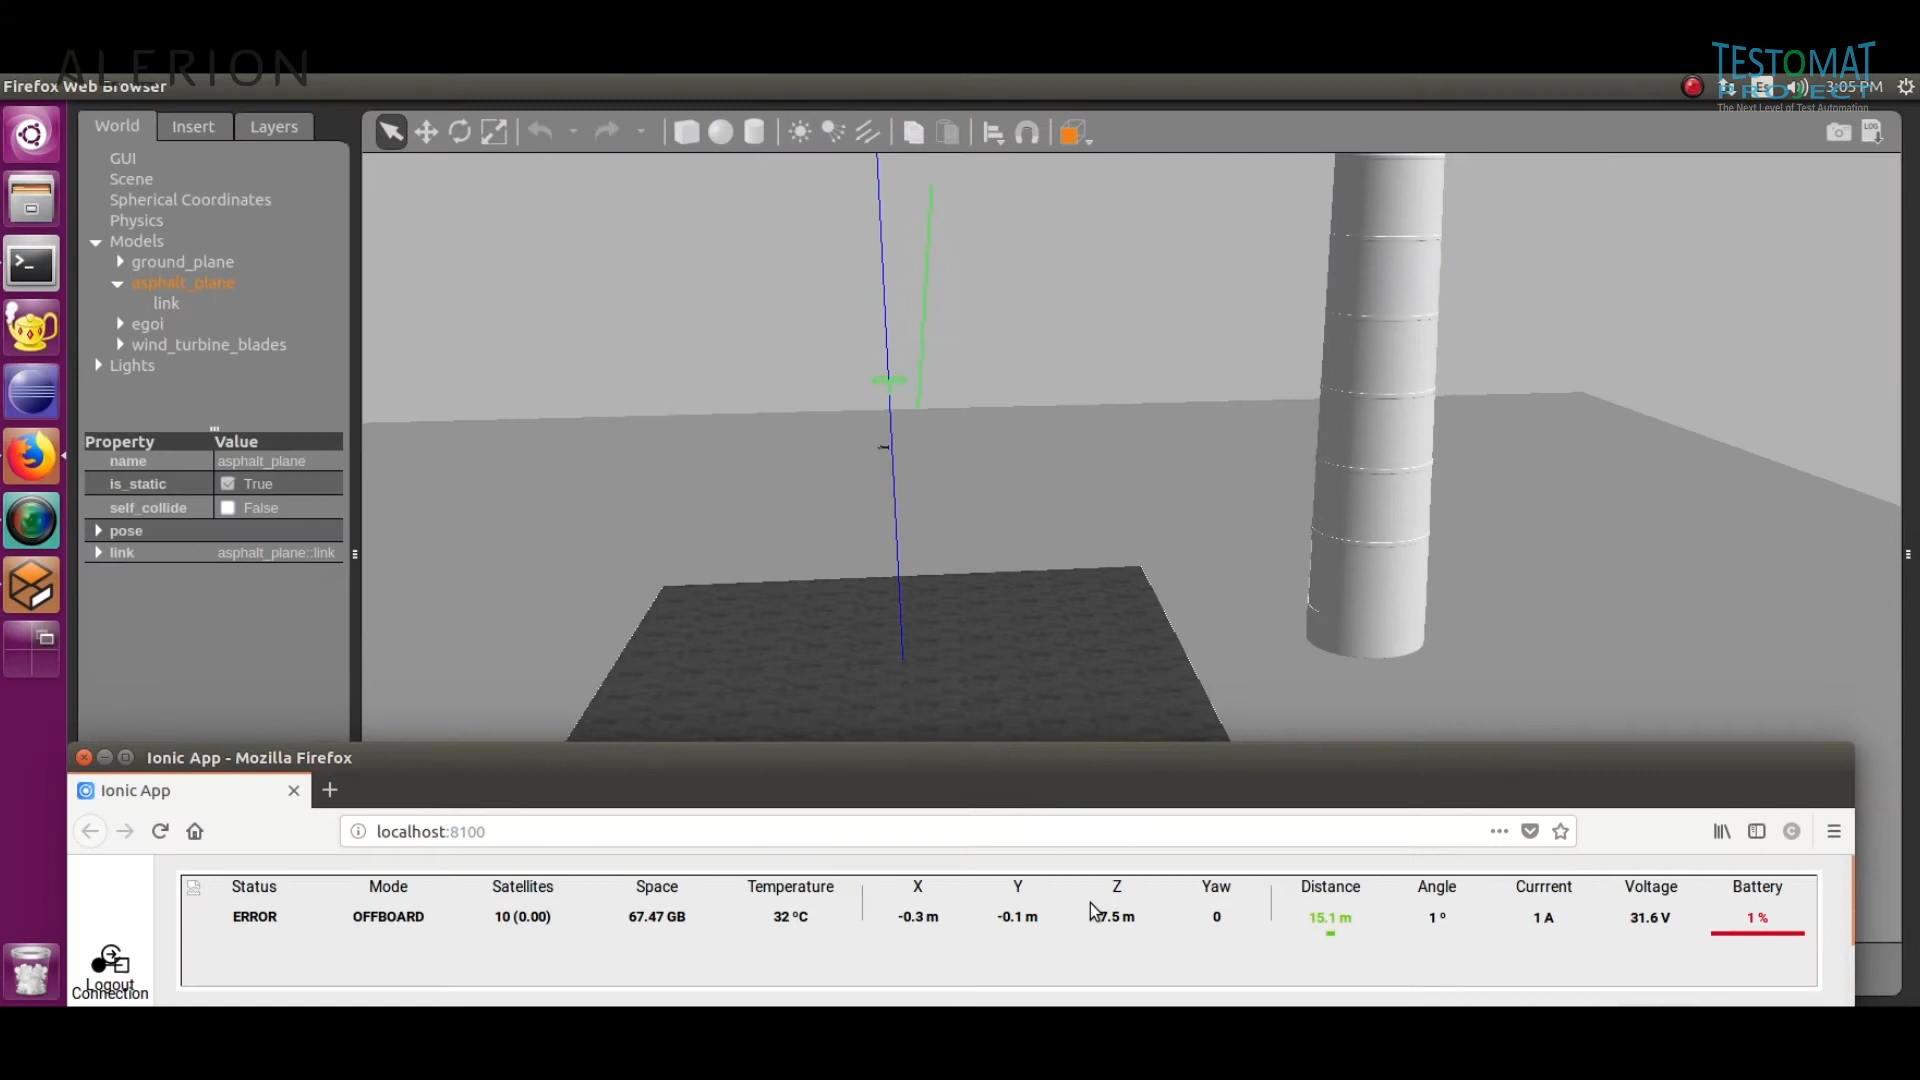 ALERION
TESTOMAT
PROJECT
The Next Level of Test Automation
Firefox Web Browser
3:05 PM
World Insert Layers
LOG
GUI
Scene
Spherical Coordinates
Physics
Models
ground_plane
asphalt_plane
link
egoi
wind_turbine_blades
Lights
Property Value
name asphalt_plane
is_static True
self_collide False
pose
link asphalt_plane::link
Ionic App - Mozilla Firefox
Ionic App
localhost:8100
Status Mode Satellites Space Temperature X Y Z Yaw Distance Angle Currrent Voltage Battery
ERROR OFFBOARD 10 (0.00) 67.47 GB 32 ºC -0.3 m -0.1 m 7.5 m 0 15.1 m 1 º 1 A 31.6 V 1 %
Logout
Connection